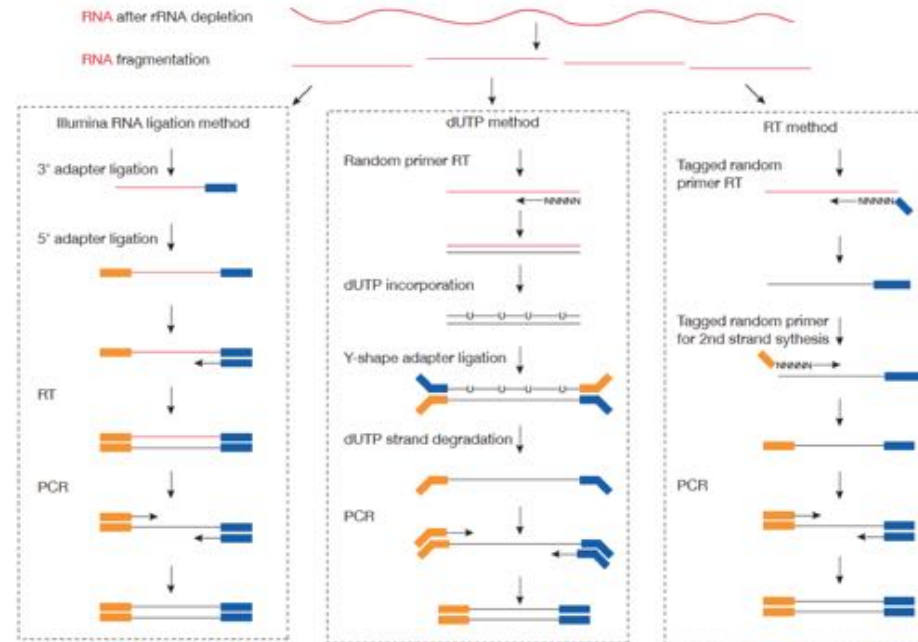 RNA after rRNA depletion
RNA fragmentation
Illumina RNA ligation method
3' adapter ligation
5' adapter ligation
RT
PCR
dUTP method
Random primer RT
NNNNN
dUTP incorporation
U U U U
Y-shape adapter ligation
U U U U
dUTP strand degradation
PCR
RT method
Tagged random
primer RT
NNNNN
Tagged random primer
for 2nd strand sythesis
NNNNN
PCR